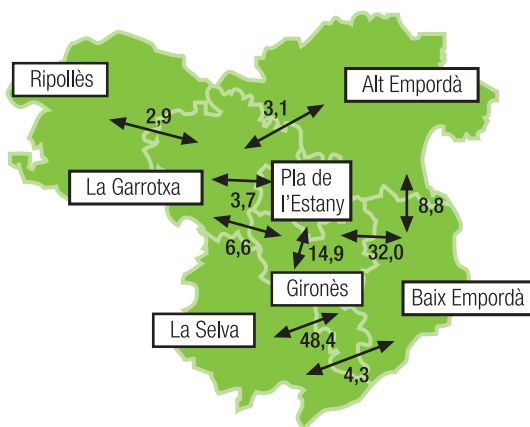 Ripollès
Alt Empordà
2,9
3,1
La Garrotxa
Pla de
l'Estany
3,7
8,8
6,6
14,9
32,0
Gironès
Baix Empordà
La Selva
48,4
4,3